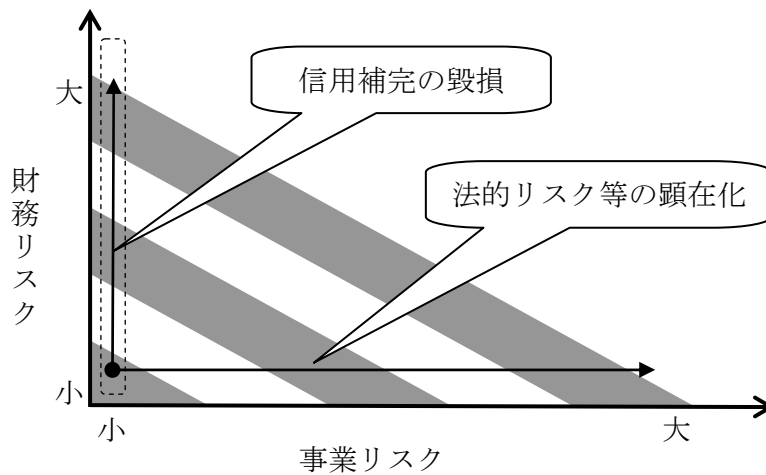 信用補完の毀損
大
法的リスク等の顕在化
財務リスク
小
小
大
事業リスク